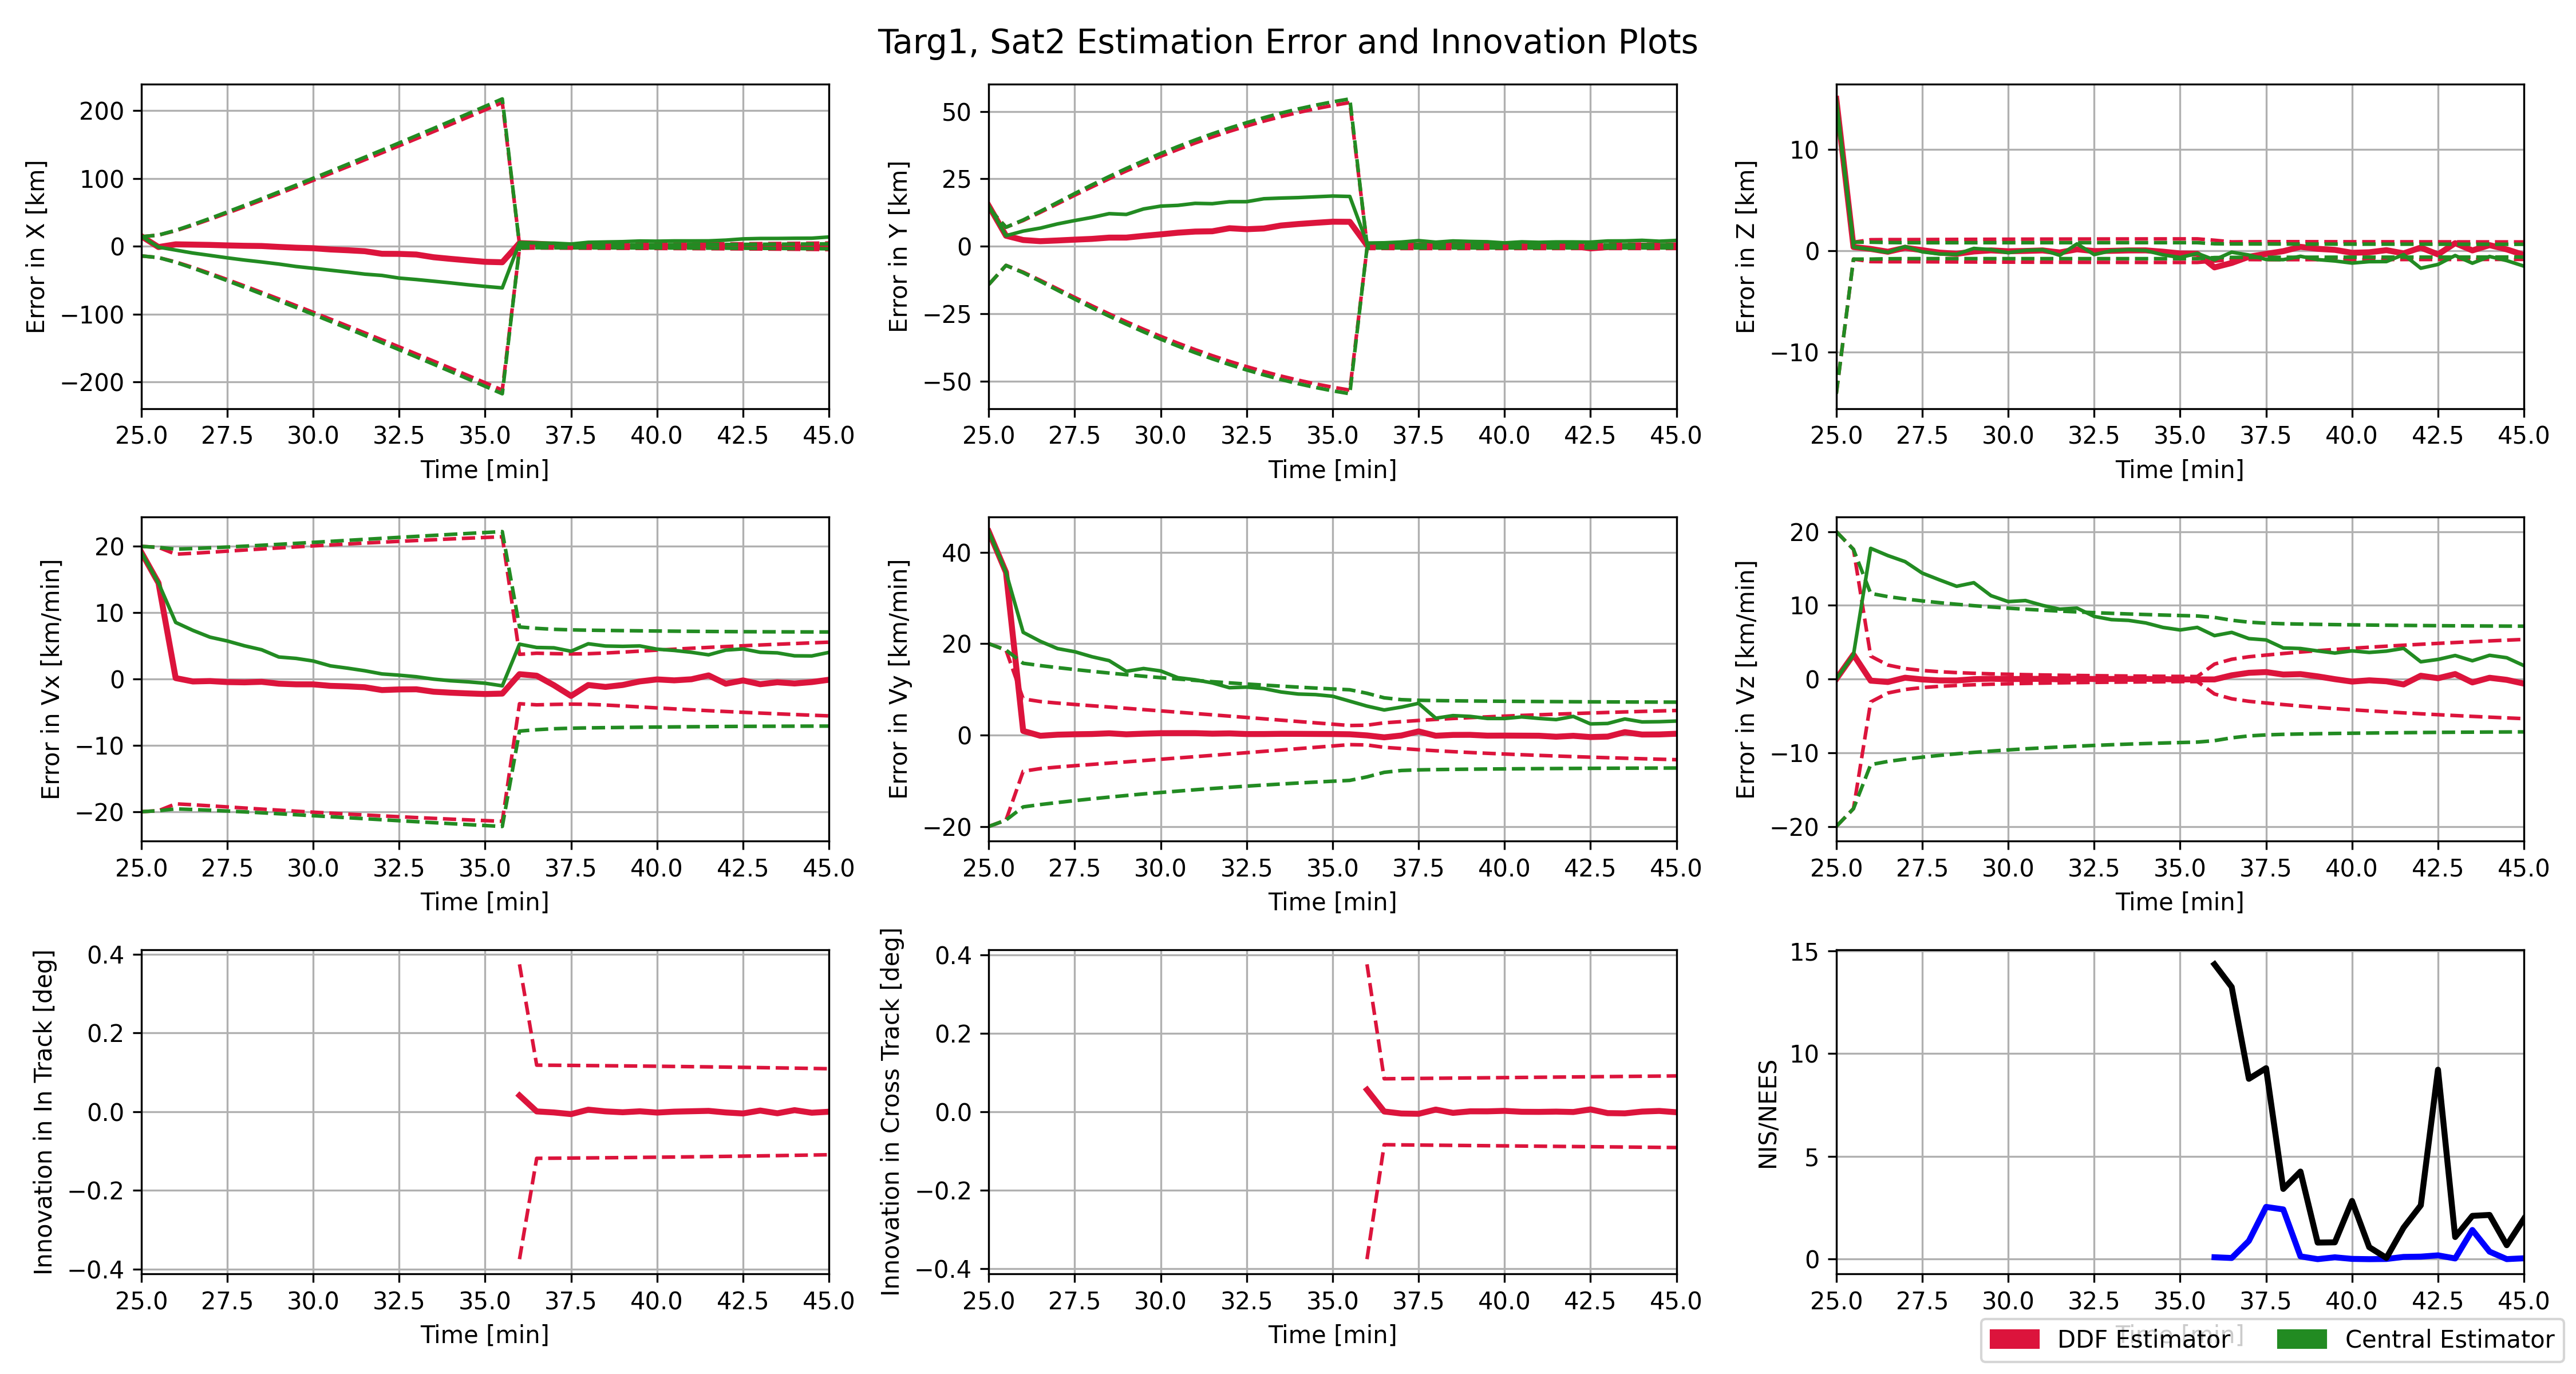 Targ1, Sat2 Estimation Error and Innovation Plots
Error in X [km]
200
100
0
−100
−200
25.0 27.5 30.0 32.5 35.0 37.5 40.0 42.5 45.0
Time [min]
Error in Y [km]
50
25
0
−25
−50
25.0 27.5 30.0 32.5 35.0 37.5 40.0 42.5 45.0
Time [min]
Error in Z [km]
10
0
−10
25.0 27.5 30.0 32.5 35.0 37.5 40.0 42.5 45.0
Time [min]
Error in Vx [km/min]
20
10
0
−10
−20
25.0 27.5 30.0 32.5 35.0 37.5 40.0 42.5 45.0
Time [min]
Error in Vy [km/min]
40
20
0
−20
25.0 27.5 30.0 32.5 35.0 37.5 40.0 42.5 45.0
Time [min]
Error in Vz [km/min]
20
10
0
−10
−20
25.0 27.5 30.0 32.5 35.0 37.5 40.0 42.5 45.0
Time [min]
Innovation in In Track [deg]
0.4
0.2
0.0
−0.2
−0.4
25.0 27.5 30.0 32.5 35.0 37.5 40.0 42.5 45.0
Time [min]
Innovation in Cross Track [deg]
0.4
0.2
0.0
−0.2
−0.4
25.0 27.5 30.0 32.5 35.0 37.5 40.0 42.5 45.0
Time [min]
NIS/NEES
15
10
5
0
25.0 27.5 30.0 32.5 35.0 37.5 40.0 42.5 45.0
Time [min]
DDF Estimator
Central Estimator